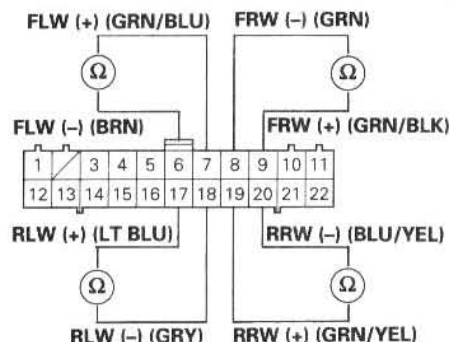 FLW (+) (GRN/BLU) FRW (–) (GRN)
Ω Ω
FLW (–) (BRN) FRW (+) (GRN/BLK)
1 3 4 5 6 7 8 9 10 11
12 13 14 15 16 17 18 19 20 21 22
RLW (+) (LT BLU) RRW (–) (BLU/YEL)
Ω Ω
RLW (–) (GRY) RRW (+) (GRN/YEL)